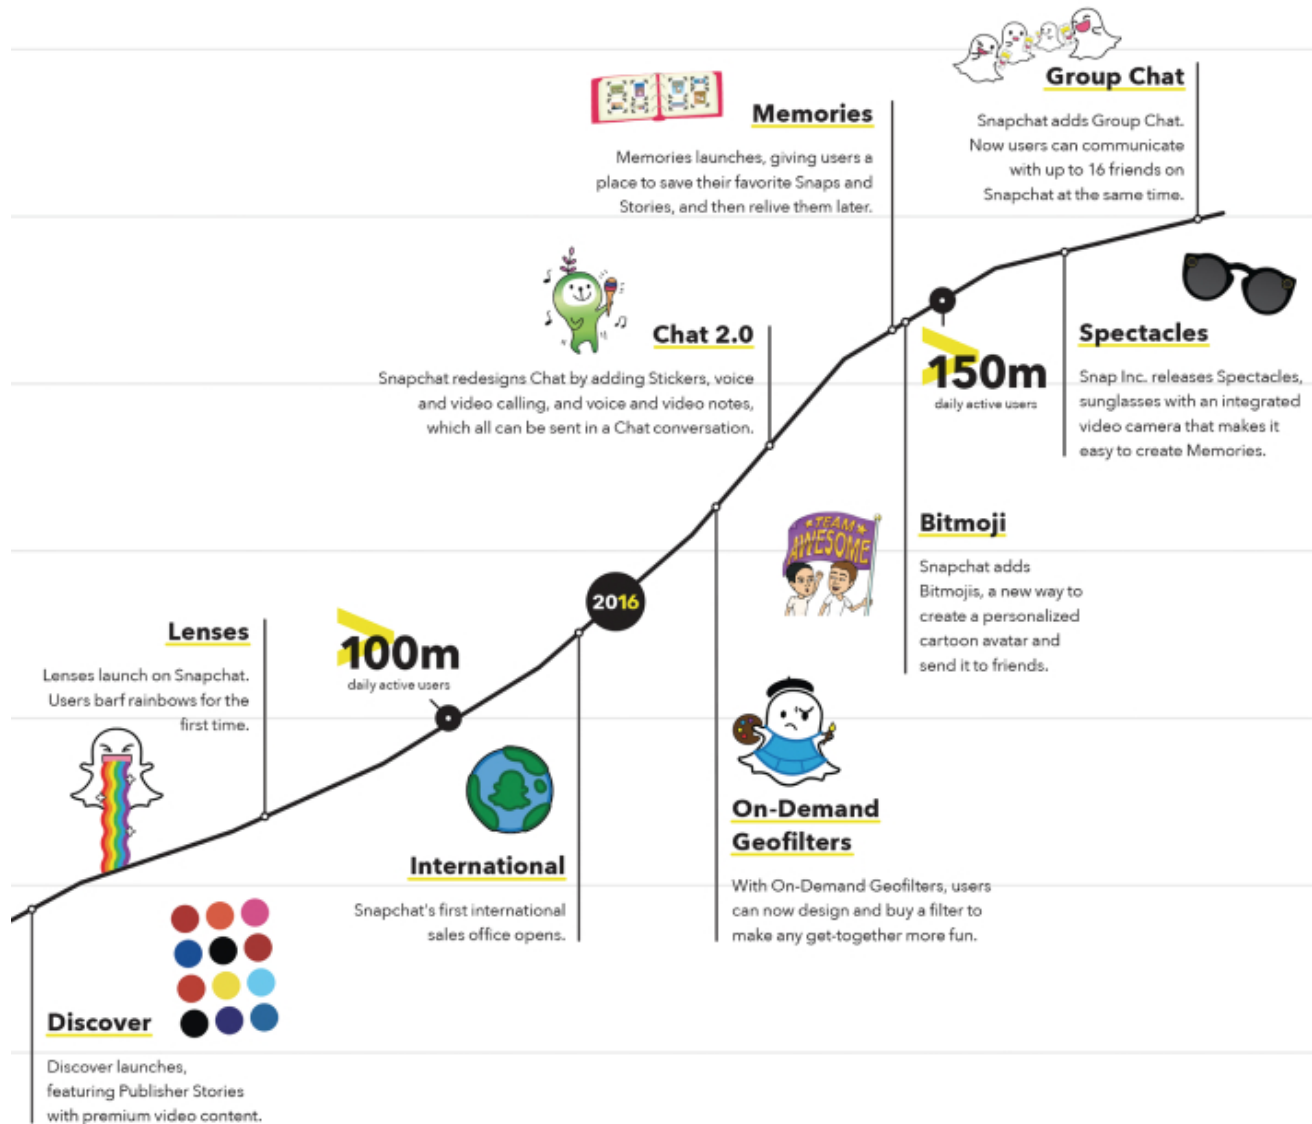 Group Chat
Snapchat adds Group Chat.
Now users can communicate
with up to 16 friends on
Snapchat at the same time.
Memories
Memories launches, giving users a
place to save their favorite Snaps and
Stories, and then relive them later.
Chat 2.0
Snapchat redesigns Chat by adding Stickers, voice
and video calling, and voice and video notes,
which all can be sent in a Chat conversation.
>150m
daily active users
Spectacles
Snap Inc. releases Spectacles,
sunglasses with an integrated
video camera that makes it
easy to create Memories.
TEAM
AWESOME
Bitmoji
Snapchat adds
Bitmojis, a new way to
create a personalized
cartoon avatar and
send it to friends.
2016
Lenses
Lenses launch on Snapchat.
Users barf rainbows for the
first time.
>100m
daily active users
International
Snapchat's first international
sales office opens.
On-Demand
Geofilters
With On-Demand Geofilters, users
can now design and buy a filter to
make any get-together more fun.
Discover
Discover launches,
featuring Publisher Stories
with premium video content.